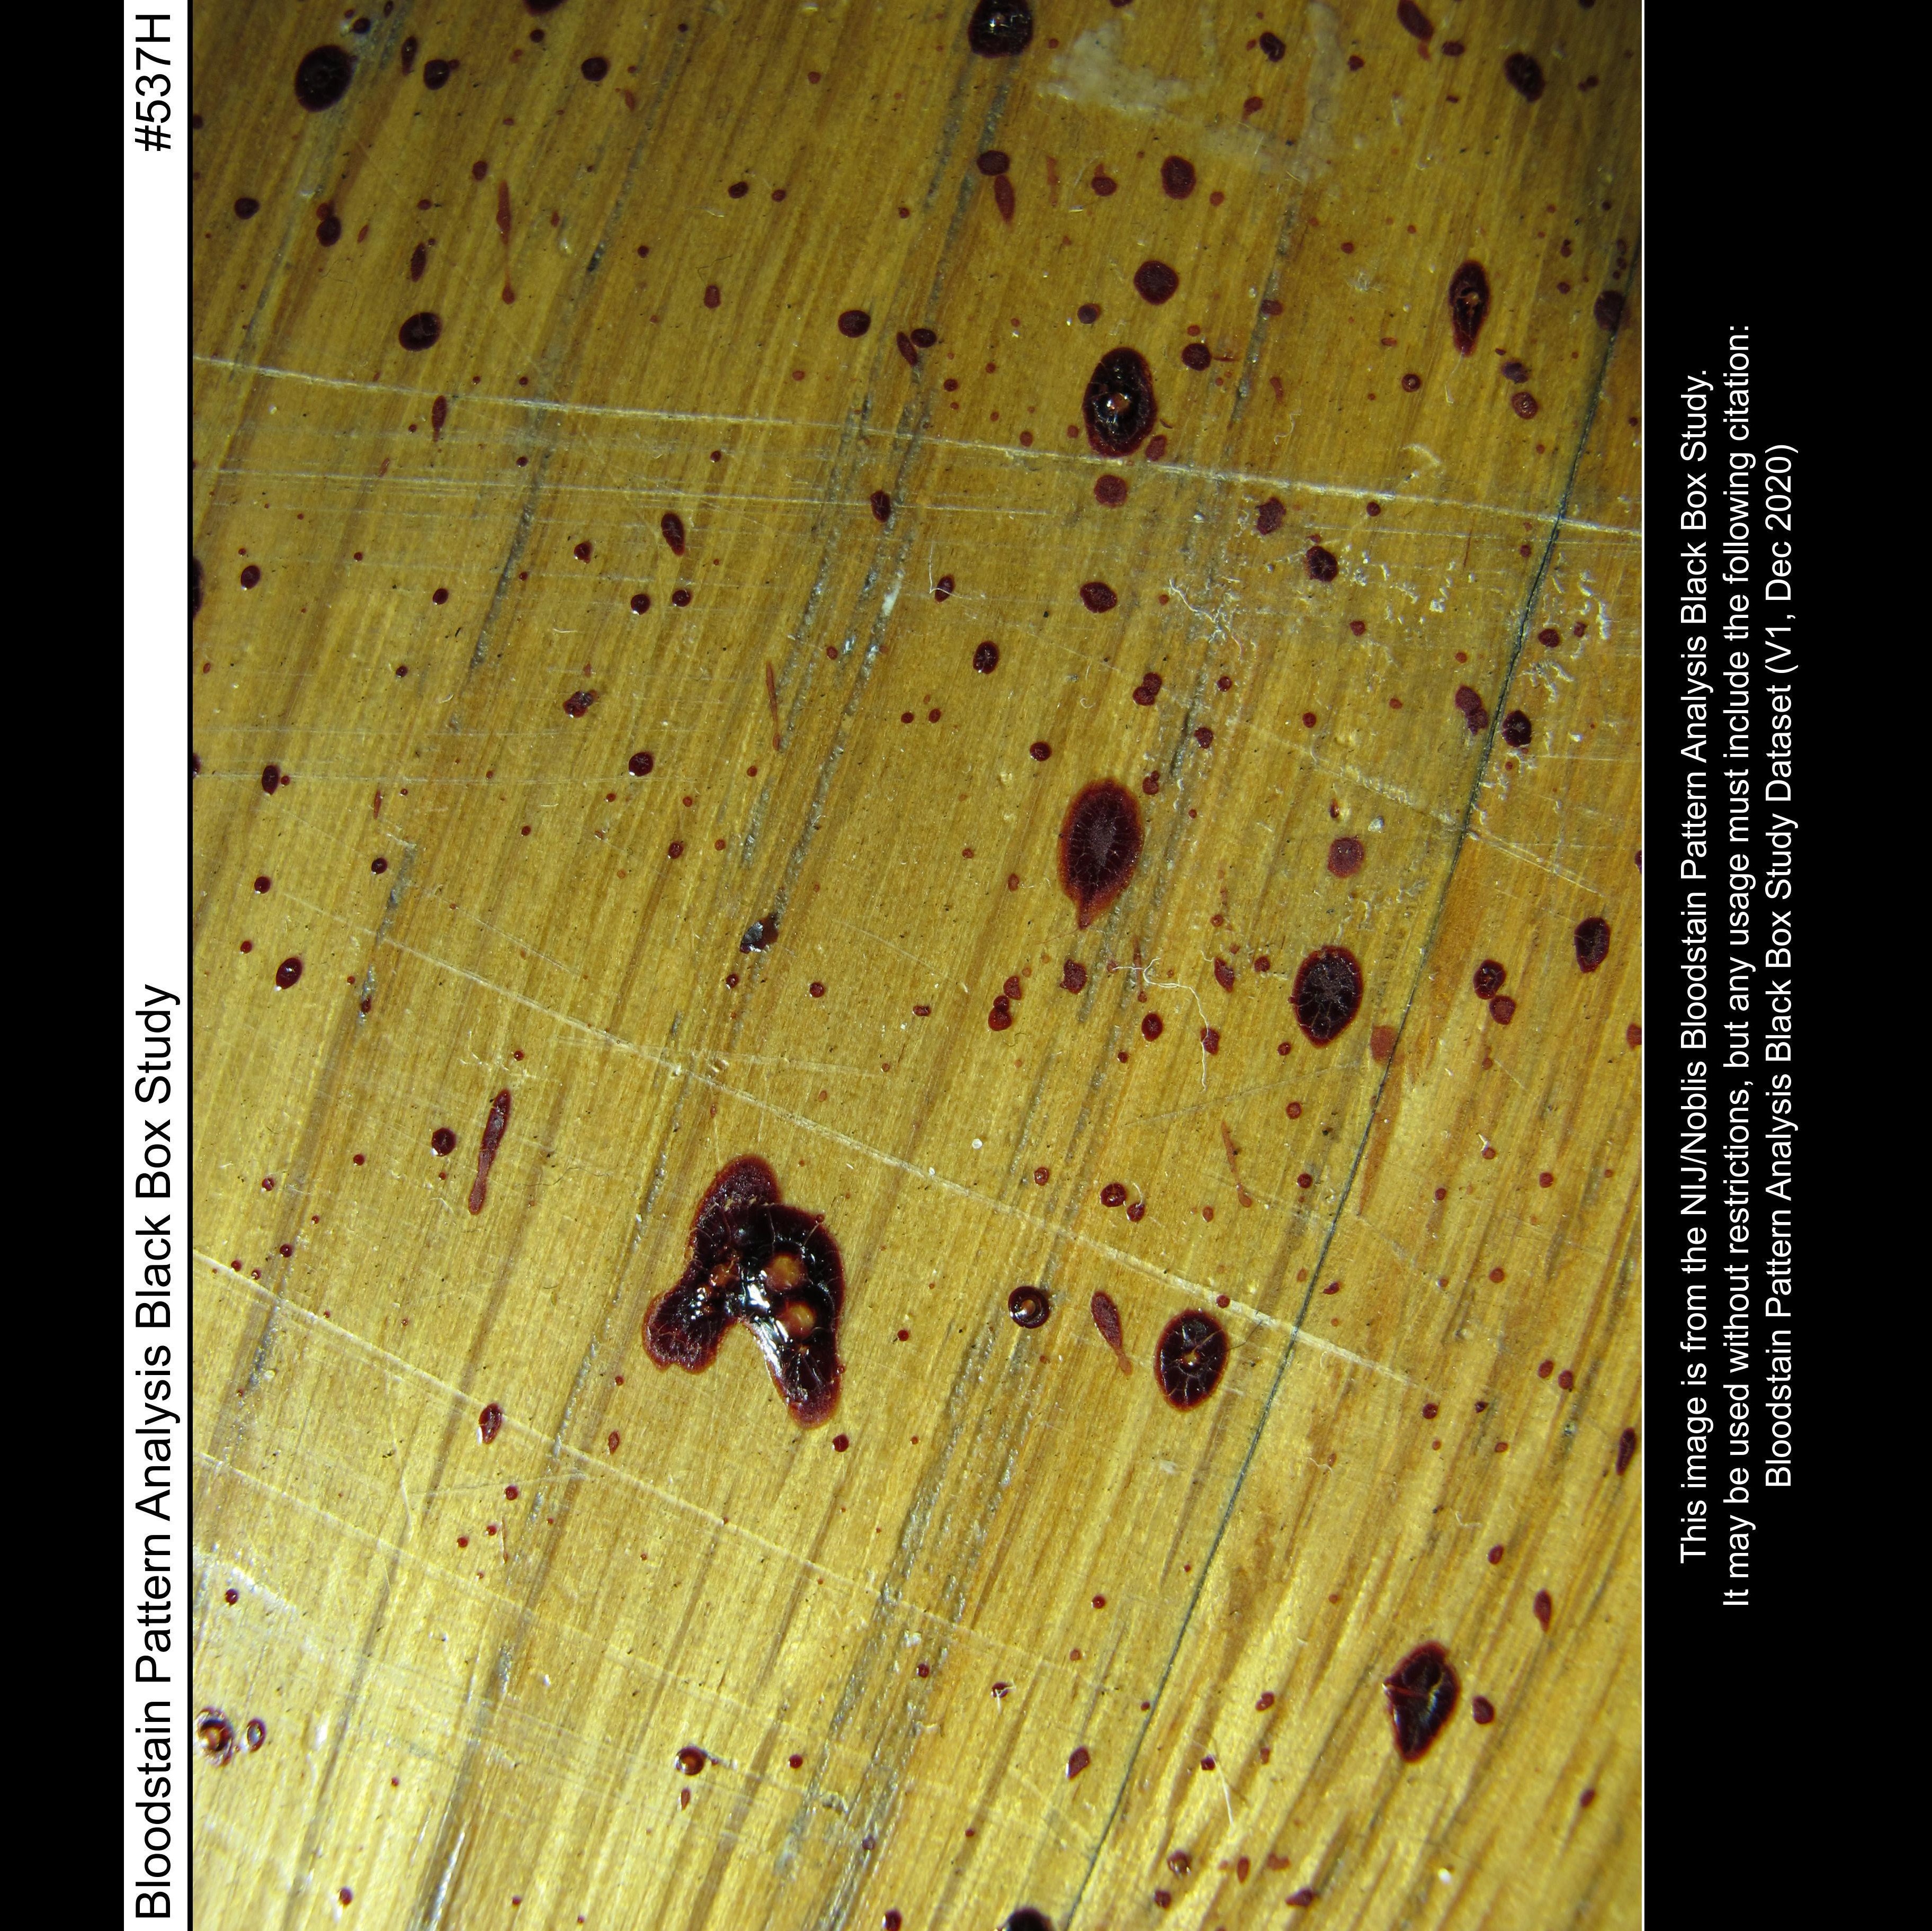 Bloodstain Pattern Analysis Black Box Study #537H
This image is from the NIJ/Noblis Bloodstain Pattern Analysis Black Box Study.
It may be used without restrictions, but any usage must include the following citation:
Bloodstain Pattern Analysis Black Box Study Dataset (V1, Dec 2020)